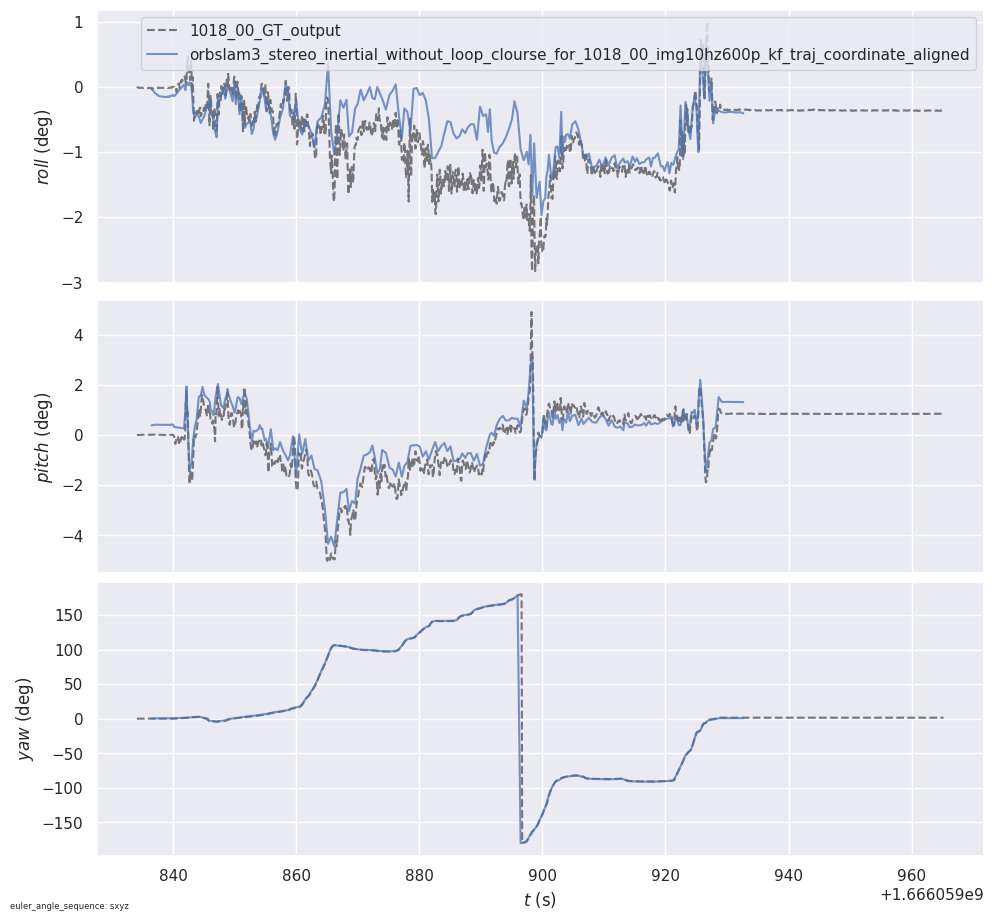 1018_00_GT_output
orbslam3_stereo_inertial_without_loop_clourse_for_1018_00_img10hz600p_kf_traj_coordinate_aligned
1
0
−1
−2
−3
roll (deg)
4
2
0
−2
−4
pitch (deg)
150
100
50
0
−50
−100
−150
yaw (deg)
840 860 880 900 920 940 960
+1.666059e9
t (s)
euler_angle_sequence: sxyz